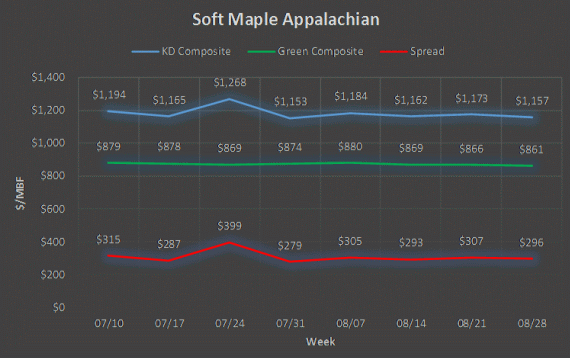 Soft Maple Appalachian
KD Composite Green Composite Spread
$1,400
$1,200
$1,000
$800
$600
$400
$200
$0
$/MBF
$1,194 $1,165 $1,268 $1,153 $1,184 $1,162 $1,173 $1,157
$879 $878 $869 $874 $880 $869 $866 $861
$315 $287 $399 $279 $305 $293 $307 $296
07/10 07/17 07/24 07/31 08/07 08/14 08/21 08/28
Week